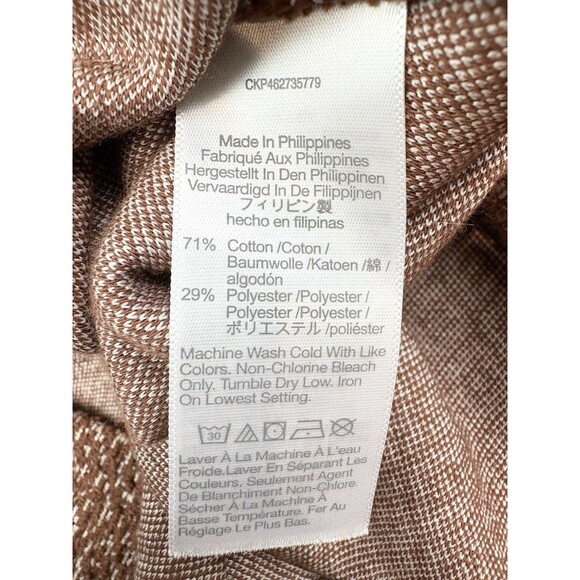 CKP462735779
Made In Philippines
Fabriqué Aux Philippines
Hergestellt In Den Philippinen
Vervaardigd In De Filippijnen
フィリピン製
hecho en filipinas
71% Cotton /Coton /
Baumwolle /Katoen /綿 /
algodón
29% Polyester /Polyester /
Polyester /Polyester /
ポリエステル /poliéster
Machine Wash Cold With Like
Colors. Non-Chlorine Bleach
Only. Tumble Dry Low. Iron
On Lowest Setting.
30
Laver À La Machine À L'eau
Froide.Laver En Séparant Les
Couleurs. Seulement Agent
De Blanchiment Non-Chlore.
Sécher À La Machine À
Basse Température. Fer Au
Réglage Le Plus Bas.